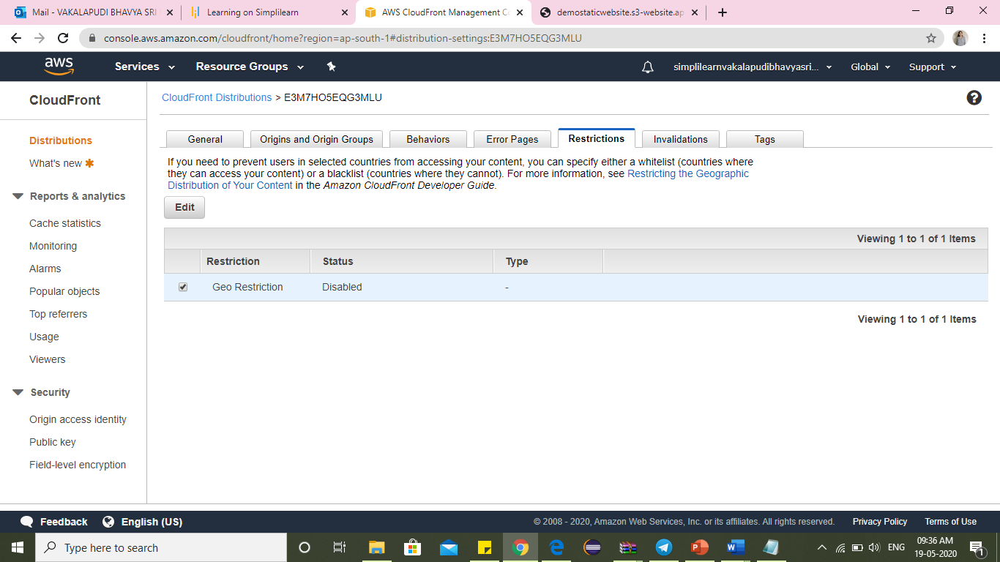 Mail - VAKALAPUDI BHAVYA SRI
Learning on Simplilearn
AWS CloudFront Management Co
demostaticwebsite.s3-website.ap
console.aws.amazon.com/cloudfront/home?region=ap-south-1#distribution-settings:E3M7HO5EQG3MLU
aws
Services
Resource Groups
simplilearnvakalapudibhavyasri...
Global
Support
CloudFront
CloudFront Distributions > E3M7HO5EQG3MLU
Distributions
What's new
Reports & analytics
Cache statistics
Monitoring
Alarms
Popular objects
Top referrers
Usage
Viewers
Security
Origin access identity
Public key
Field-level encryption
General
Origins and Origin Groups
Behaviors
Error Pages
Restrictions
Invalidations
Tags
If you need to prevent users in selected countries from accessing your content, you can specify either a whitelist (countries where
they can access your content) or a blacklist (countries where they cannot). For more information, see Restricting the Geographic
Distribution of Your Content in the Amazon CloudFront Developer Guide.
Edit
Viewing 1 to 1 of 1 Items
Restriction Status Type
Geo Restriction Disabled -
Viewing 1 to 1 of 1 Items
Feedback
English (US)
© 2008 - 2020, Amazon Web Services, Inc. or its affiliates. All rights reserved.
Privacy Policy
Terms of Use
Type here to search
ENG
09:36 AM
19-05-2020
1